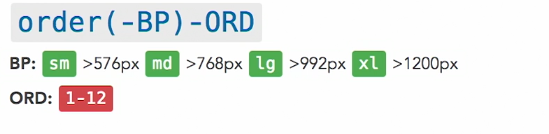 order(-BP)-ORD
BP: sm >576px md >768px lg >992px xl >1200px
ORD: 1-12